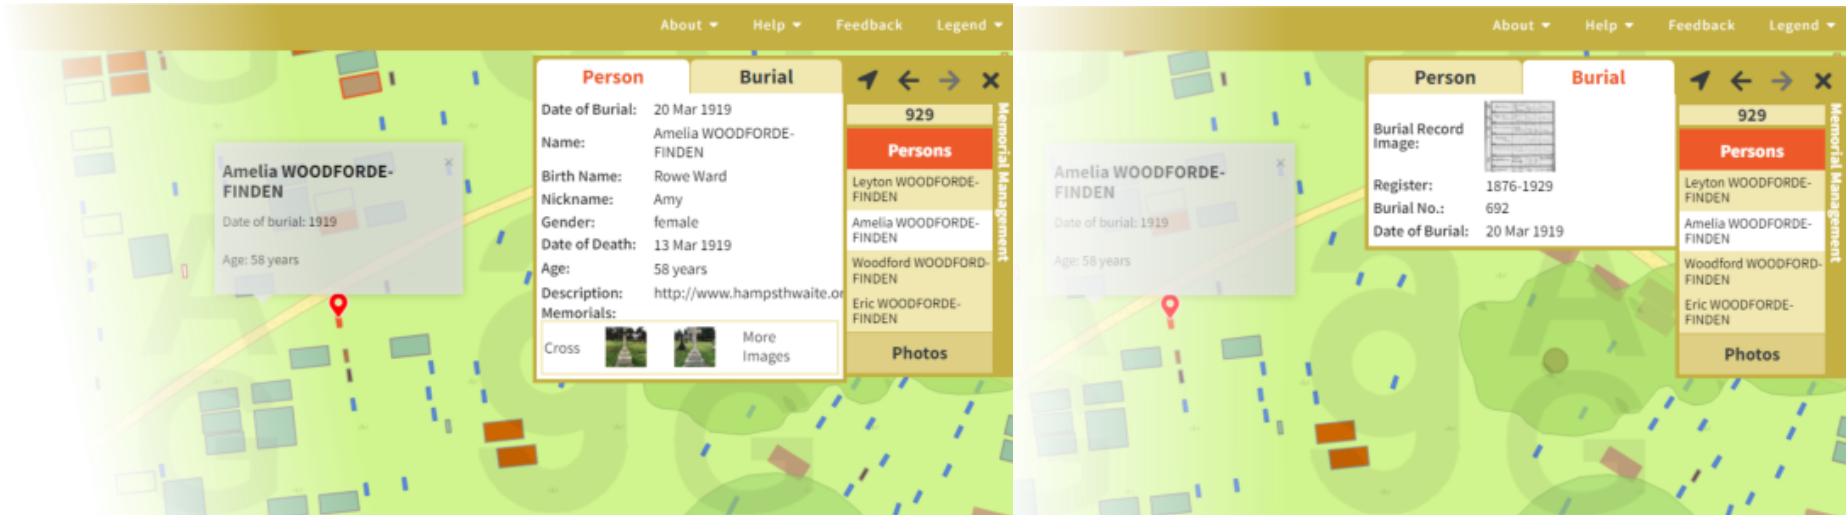 About Help Feedback Legend
Person Burial
929
Date of Burial: 20 Mar 1919
Name: Amelia WOODFORDE-
FINDEN
Birth Name: Rowe Ward
Nickname: Amy
Gender: female
Date of Death: 13 Mar 1919
Age: 58 years
Description: http://www.hampsthwaite.or
Memorials:
Cross
More
Images
Persons
Leyton WOODFORDE-
FINDEN
Amelia WOODFORDE-
FINDEN
Woodford WOODFORD-
FINDEN
Eric WOODFORDE-
FINDEN
Photos
Memorial Management
Amelia WOODFORDE-
FINDEN
Date of burial: 1919
Age: 58 years
About Help Feedback Legend
Person Burial
929
Burial Record
Image:
Register: 1876-1929
Burial No.: 692
Date of Burial: 20 Mar 1919
Persons
Leyton WOODFORDE-
FINDEN
Amelia WOODFORDE-
FINDEN
Woodford WOODFORD-
FINDEN
Eric WOODFORDE-
FINDEN
Photos
Memorial Management
Amelia WOODFORDE-
FINDEN
Date of burial: 1919
Age: 58 years